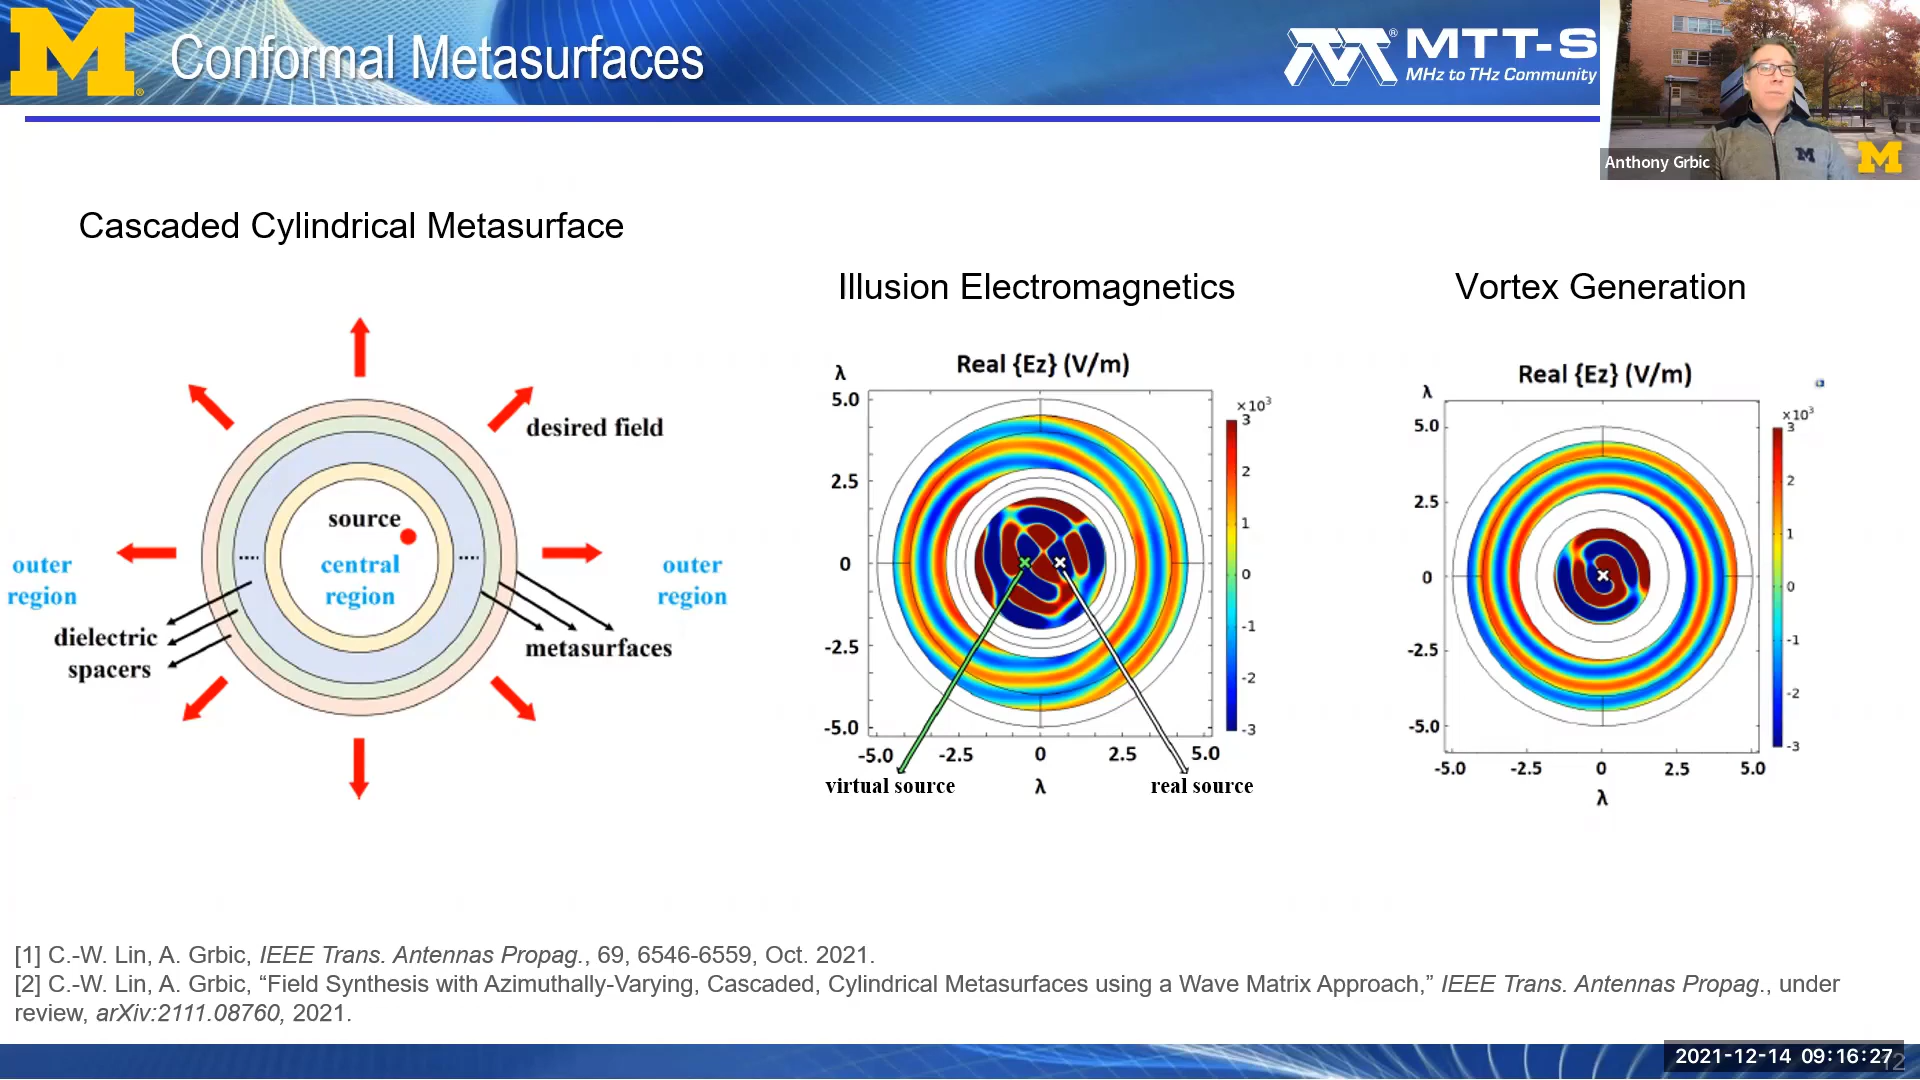 Conformal Metasurfaces
MTT-S
®
MHz to THz Community
Anthony Grbic
Cascaded Cylindrical Metasurface
desired field
source
central
region
outer
region
outer
region
dielectric
spacers
metasurfaces
Illusion Electromagnetics
Real {Ez} (V/m)
λ
5.0
2.5
0
-2.5
-5.0
-5.0 -2.5 0 2.5 5.0
λ
×10³
3
2
1
0
-1
-2
-3
virtual source
real source
Vortex Generation
Real {Ez} (V/m)
λ
5.0
2.5
0
-2.5
-5.0
-5.0 -2.5 0 2.5 5.0
λ
×10³
3
2
1
0
-1
-2
-3
[1] C.-W. Lin, A. Grbic, IEEE Trans. Antennas Propag., 69, 6546-6559, Oct. 2021.
[2] C.-W. Lin, A. Grbic, “Field Synthesis with Azimuthally-Varying, Cascaded, Cylindrical Metasurfaces using a Wave Matrix Approach,” IEEE Trans. Antennas Propag., under
review, arXiv:2111.08760, 2021.
2021-12-14 09:16:27
12